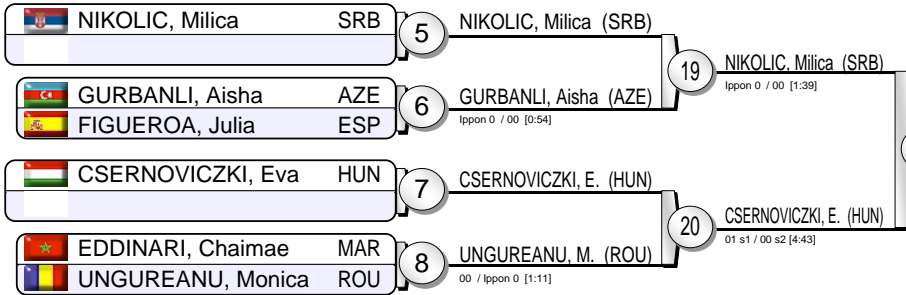 NIKOLIC, Milica SRB
5
NIKOLIC, Milica (SRB)
19
NIKOLIC, Milica (SRB)
Ippon 0 / 00 [1:39]
GURBANLI, Aisha AZE
FIGUEROA, Julia ESP
6
GURBANLI, Aisha (AZE)
Ippon 0 / 00 [0:54]
CSERNOVICZKI, Eva HUN
7
CSERNOVICZKI, E. (HUN)
20
CSERNOVICZKI, E. (HUN)
01 s1 / 00 s2 [4:43]
EDDINARI, Chaimae MAR
UNGUREANU, Monica ROU
8
UNGUREANU, M. (ROU)
00 / Ippon 0 [1:11]